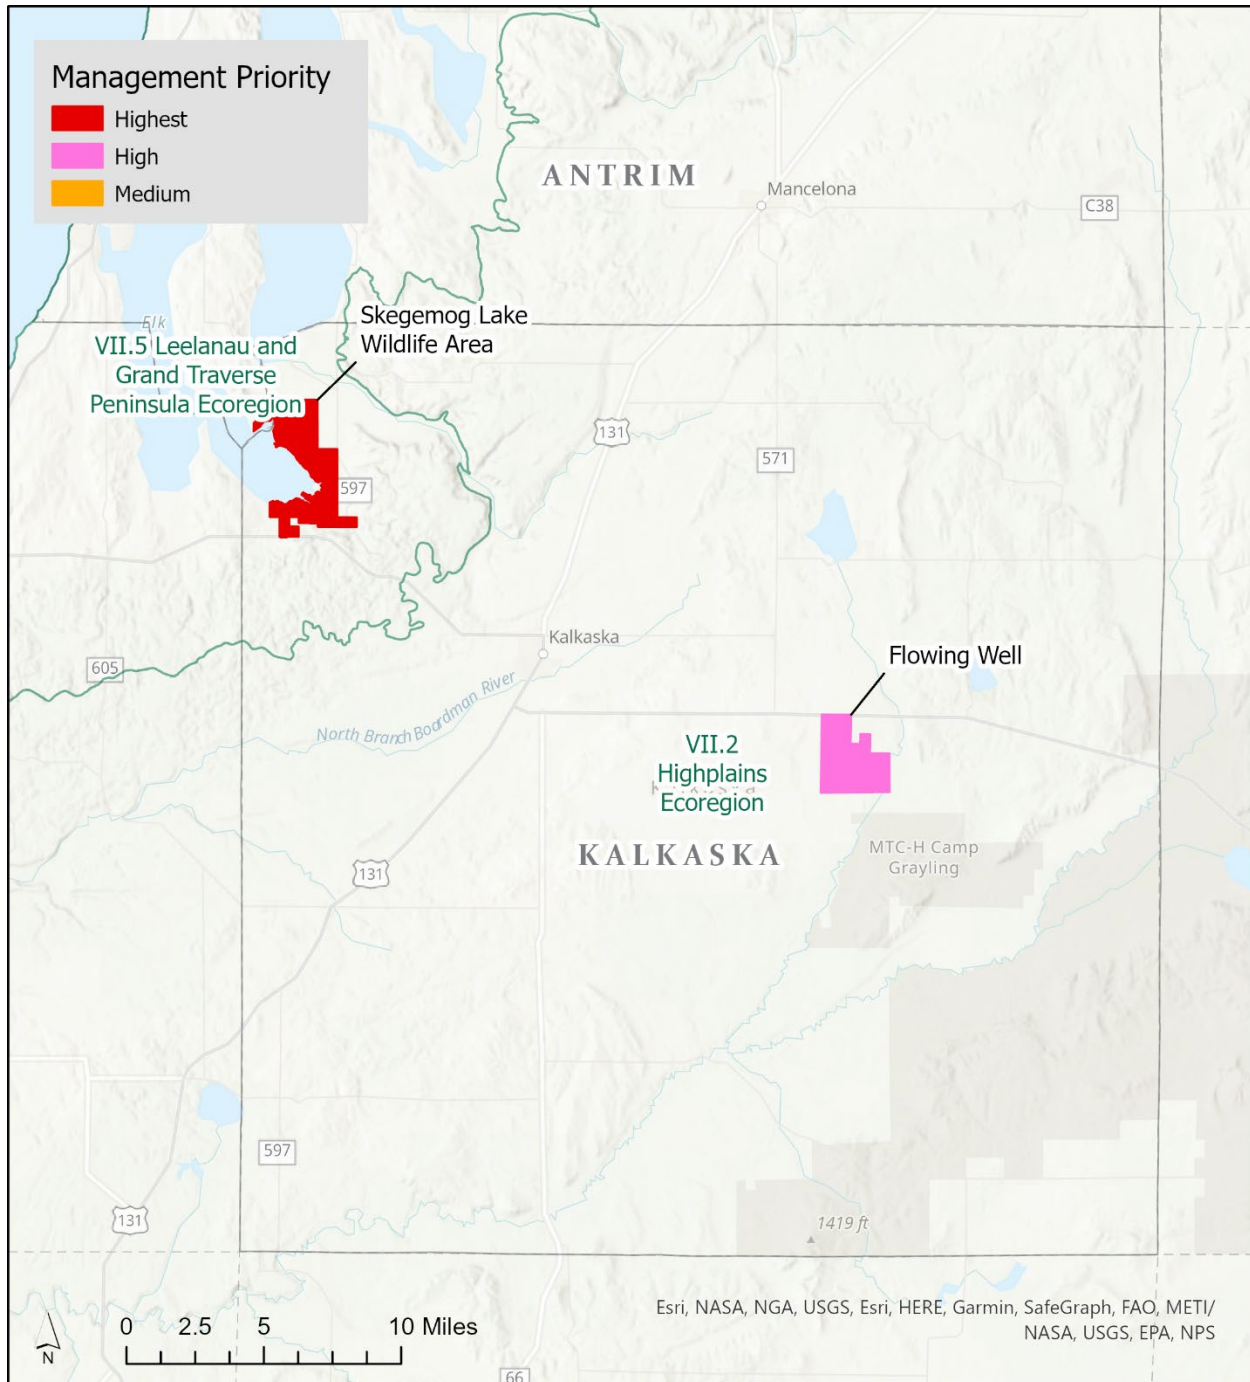 Management Priority
Highest
High
Medium
ANTRIM
Mancelona
C38
Elk
Skegemog Lake
Wildlife Area
VII.5 Leelanau and
Grand Traverse
Peninsula Ecoregion
131
571
597
Kalkaska
605
Flowing Well
North Branch Boardman River
VII.2
Highplains
Ecoregion
KALKASKA
MTC-H Camp
Grayling
131
597
131
1419 ft
Esri, NASA, NGA, USGS, Esri, HERE, Garmin, SafeGraph, FAO, METI/
NASA, USGS, EPA, NPS
0 2.5 5 10 Miles
N
66